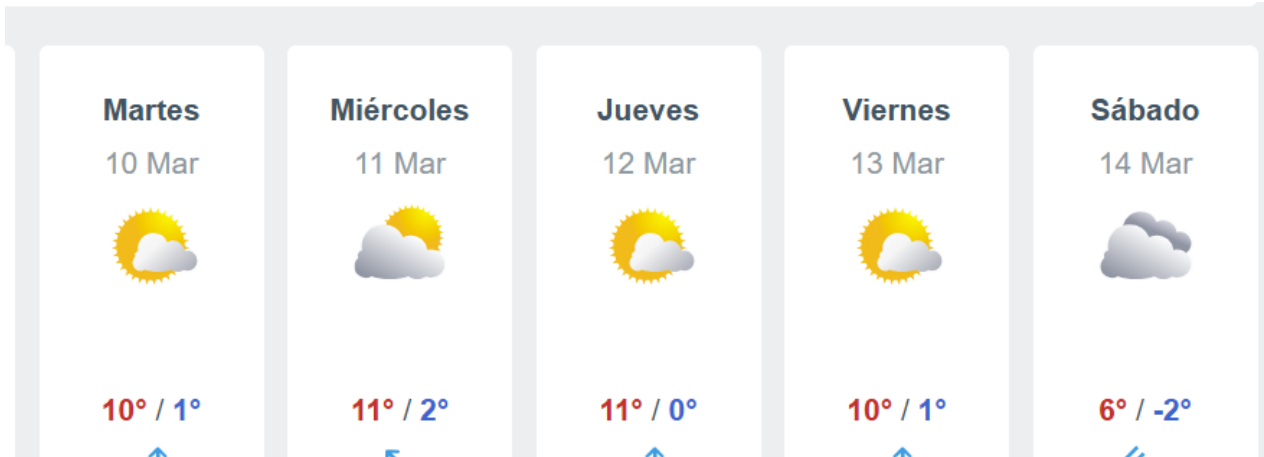 Martes
10 Mar
10° / 1°
Miércoles
11 Mar
11° / 2°
Jueves
12 Mar
11° / 0°
Viernes
13 Mar
10° / 1°
Sábado
14 Mar
6° / -2°